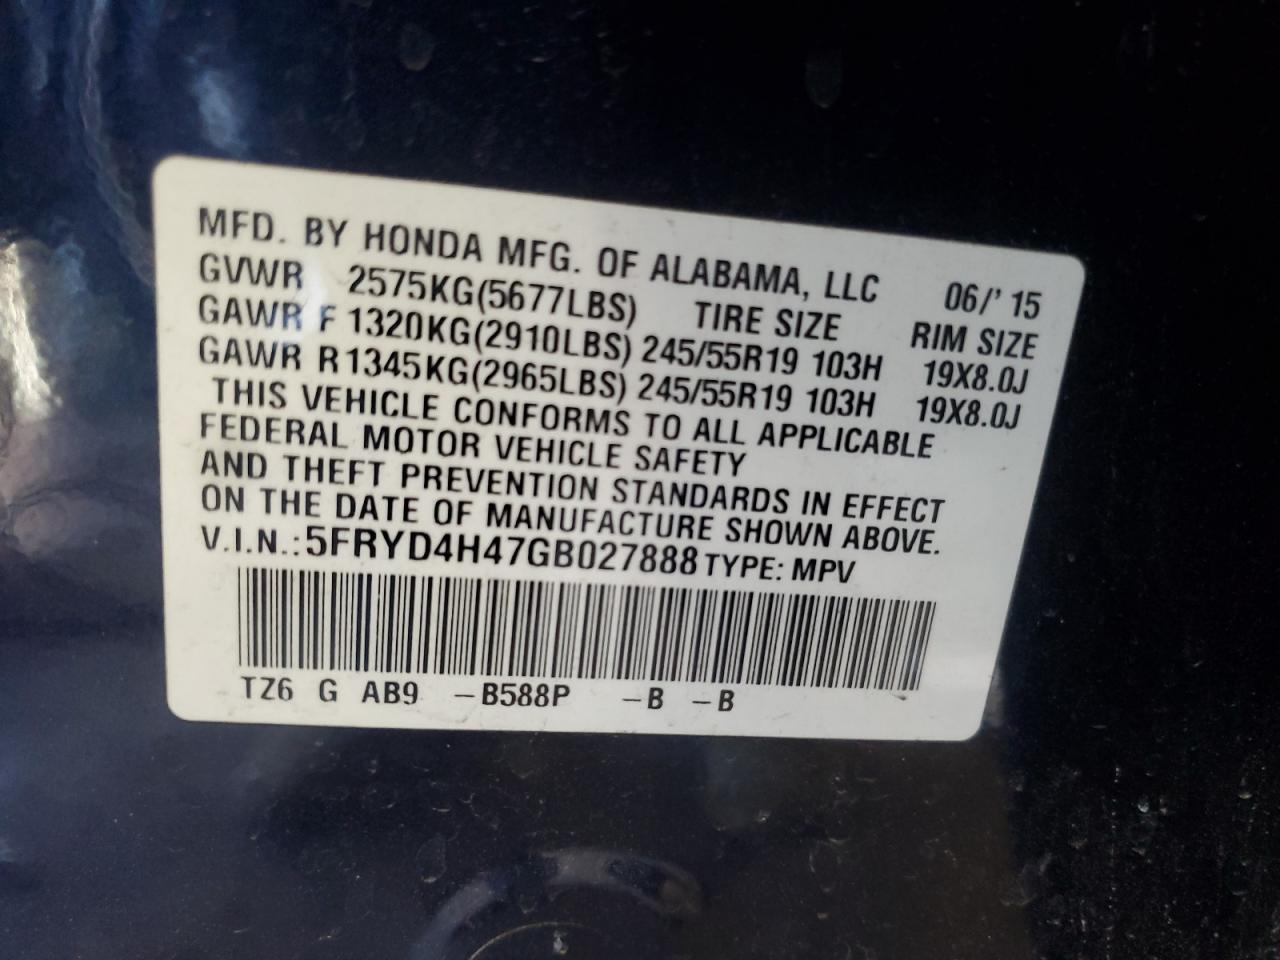 MFD. BY HONDA MFG. OF ALABAMA, LLC 06/'15
GVWR 2575KG(5677LBS) TIRE SIZE RIM SIZE
GAWR F 1320KG(2910LBS) 245/55R19 103H 19X8.0J
GAWR R 1345KG(2965LBS) 245/55R19 103H 19X8.0J
THIS VEHICLE CONFORMS TO ALL APPLICABLE
FEDERAL MOTOR VEHICLE SAFETY
AND THEFT PREVENTION STANDARDS IN EFFECT
ON THE DATE OF MANUFACTURE SHOWN ABOVE.
V.I.N.:5FRYD4H47GB027888 TYPE: MPV
TZ6 G AB9 -B588P -B -B